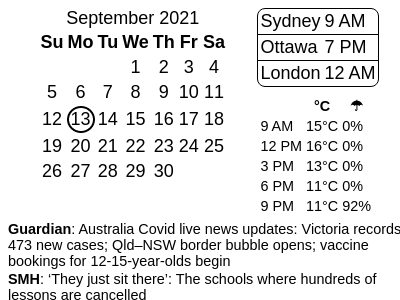 September 2021
Su Mo Tu We Th Fr Sa
1 2 3 4
5 6 7 8 9 10 11
12 13 14 15 16 17 18
19 20 21 22 23 24 25
26 27 28 29 30
Sydney 9 AM
Ottawa 7 PM
London 12 AM
°C ☂
9 AM 15°C 0%
12 PM 16°C 0%
3 PM 13°C 0%
6 PM 11°C 0%
9 PM 11°C 92%
Guardian: Australia Covid live news updates: Victoria records
473 new cases; Qld–NSW border bubble opens; vaccine
bookings for 12-15-year-olds begin
SMH: ‘They just sit there’: The schools where hundreds of
lessons are cancelled